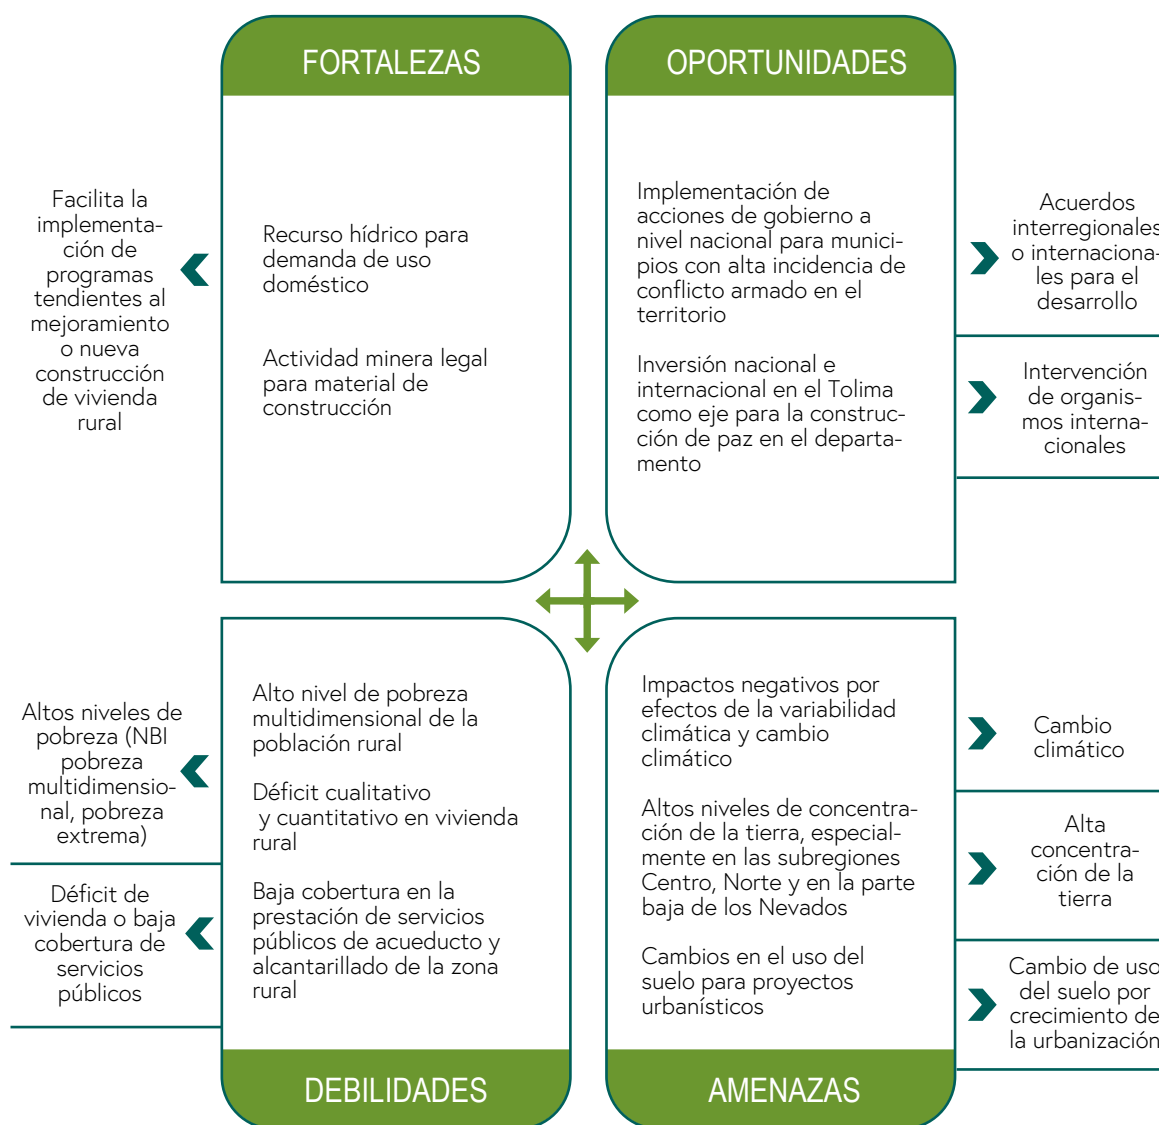 FORTALEZAS
Facilita la
implementa-
ción de
programas
tendientes al
mejoramiento
o nueva
construcción
de vivienda
rural
Recurso hídrico para
demanda de uso
doméstico
Actividad minera legal
para material de
construcción
OPORTUNIDADES
Implementación de
acciones de gobierno a
nivel nacional para munici-
pios con alta incidencia de
conflicto armado en el
territorio
Inversión nacional e
internacional en el Tolima
como eje para la construc-
ción de paz en el departa-
mento
Acuerdos
interregionales
o internaciona-
les para el
desarrollo
Intervención
de organis-
mos interna-
cionales
Altos niveles de
pobreza (NBI
pobreza
multidimensio-
nal, pobreza
extrema)
Déficit de
vivienda o baja
cobertura de
servicios
públicos
Alto nivel de pobreza
multidimensional de la
población rural
Déficit cualitativo
y cuantitativo en vivienda
rural
Baja cobertura en la
prestación de servicios
públicos de acueducto y
alcantarillado de la zona
rural
DEBILIDADES
Impactos negativos por
efectos de la variabilidad
climática y cambio
climático
Altos niveles de concentra-
ción de la tierra, especial-
mente en las subregiones
Centro, Norte y en la parte
baja de los Nevados
Cambios en el uso del
suelo para proyectos
urbanísticos
AMENAZAS
Cambio
climático
Alta
concentra-
ción de la
tierra
Cambio de uso
del suelo por
crecimiento de
la urbanización